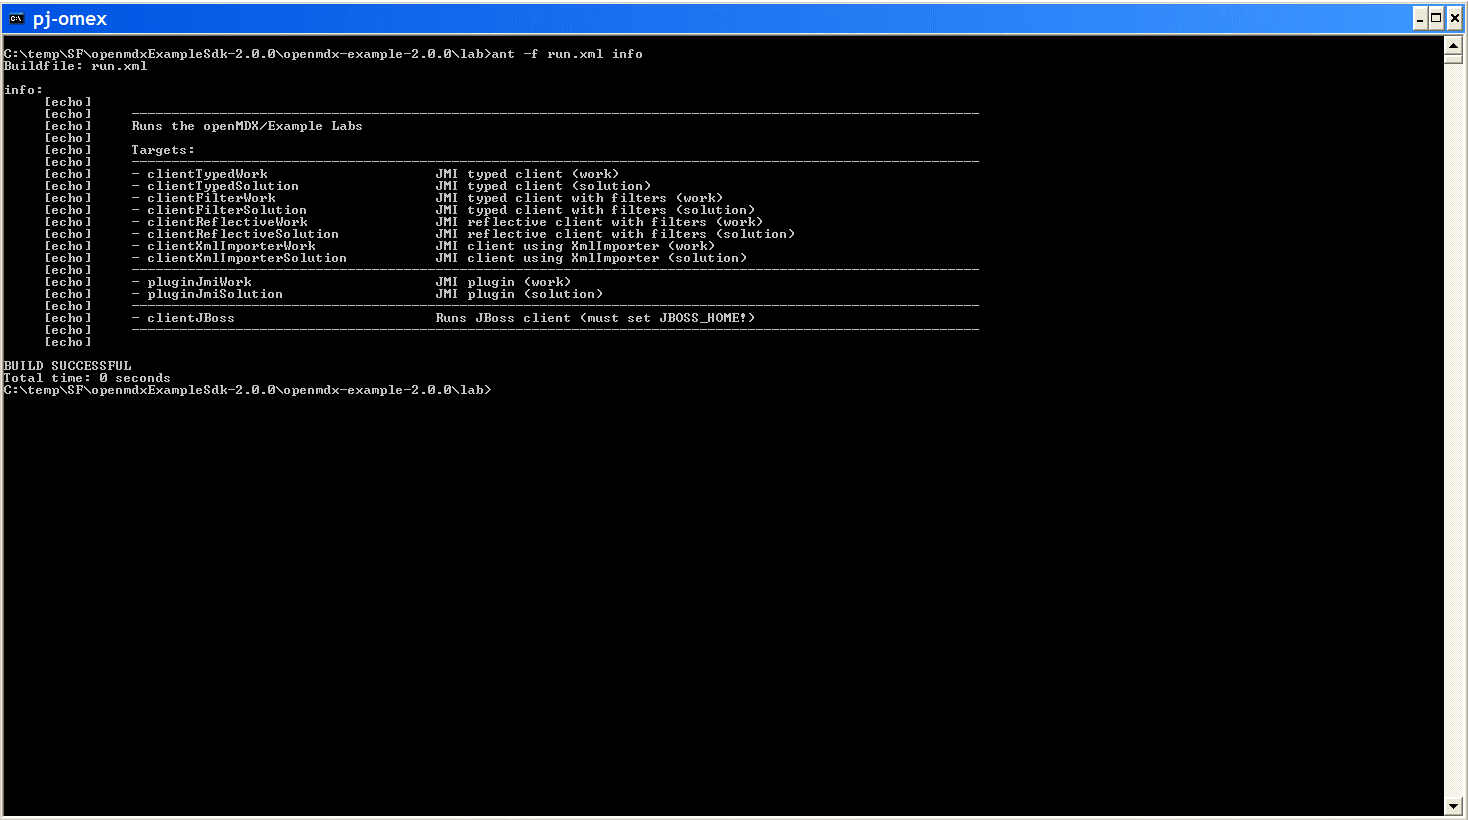 pj-omex
C:\temp\SF\openmdxExampleSdk-2.0.0\openmdx-example-2.0.0\lab>ant -f run.xml info
Buildfile: run.xml
info:
[echo]
[echo] ----------------------------------------------------------------------------------------------------------
[echo] Runs the openMDX/Example Labs
[echo]
[echo] Targets:
[echo] ----------------------------------------------------------------------------------------------------------
[echo] - clientTypedWork JMI typed client (work)
[echo] - clientTypedSolution JMI typed client (solution)
[echo] - clientFilterWork JMI typed client with filters (work)
[echo] - clientFilterSolution JMI typed client with filters (solution)
[echo] - clientReflectiveWork JMI reflective client with filters (work)
[echo] - clientReflectiveSolution JMI reflective client with filters (solution)
[echo] - clientXmlImporterWork JMI client using XmlImporter (work)
[echo] - clientXmlImporterSolution JMI client using XmlImporter (solution)
[echo] ----------------------------------------------------------------------------------------------------------
[echo] - pluginJmiWork JMI plugin (work)
[echo] - pluginJmiSolution JMI plugin (solution)
[echo] ----------------------------------------------------------------------------------------------------------
[echo] - clientJBoss Runs JBoss client (must set JBOSS_HOME!)
[echo] ----------------------------------------------------------------------------------------------------------
[echo]
BUILD SUCCESSFUL
Total time: 0 seconds
C:\temp\SF\openmdxExampleSdk-2.0.0\openmdx-example-2.0.0\lab>